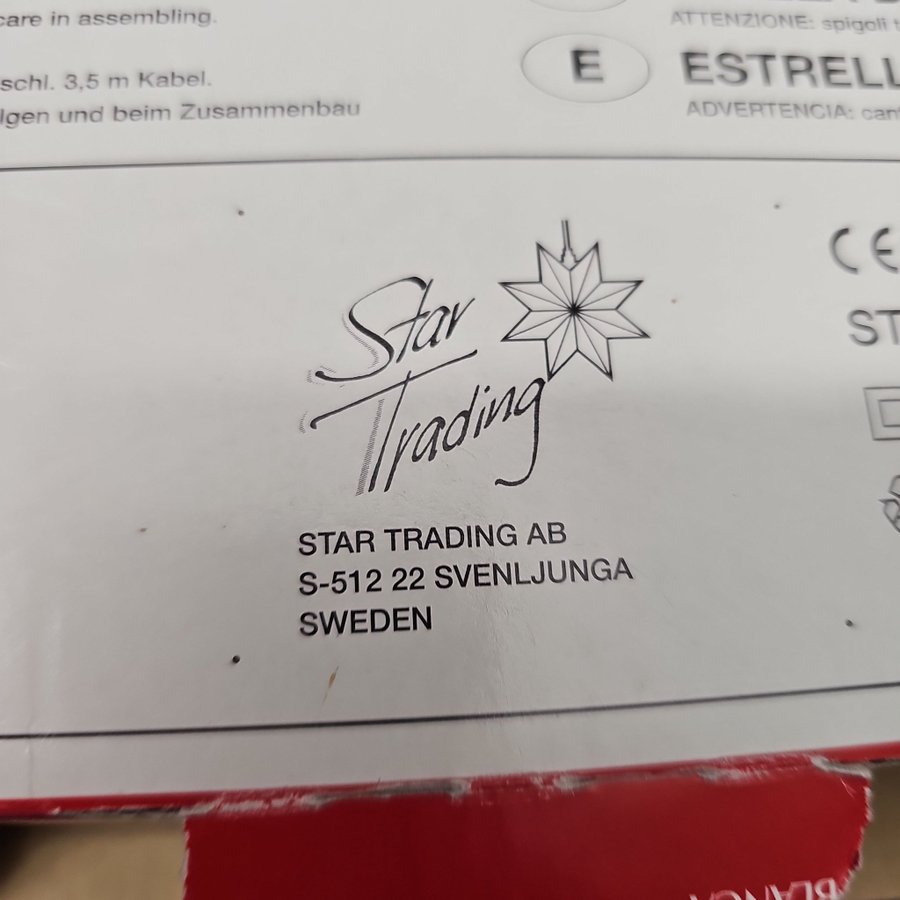 care in assembling.
schl. 3,5 m Kabel.
lgen und beim Zusammenbau
ATTENZIONE: spigoli t
E
ESTRELL
ADVERTENCIA: can
Star
Trading
STAR TRADING AB
S-512 22 SVENLJUNGA
SWEDEN
CE
ST